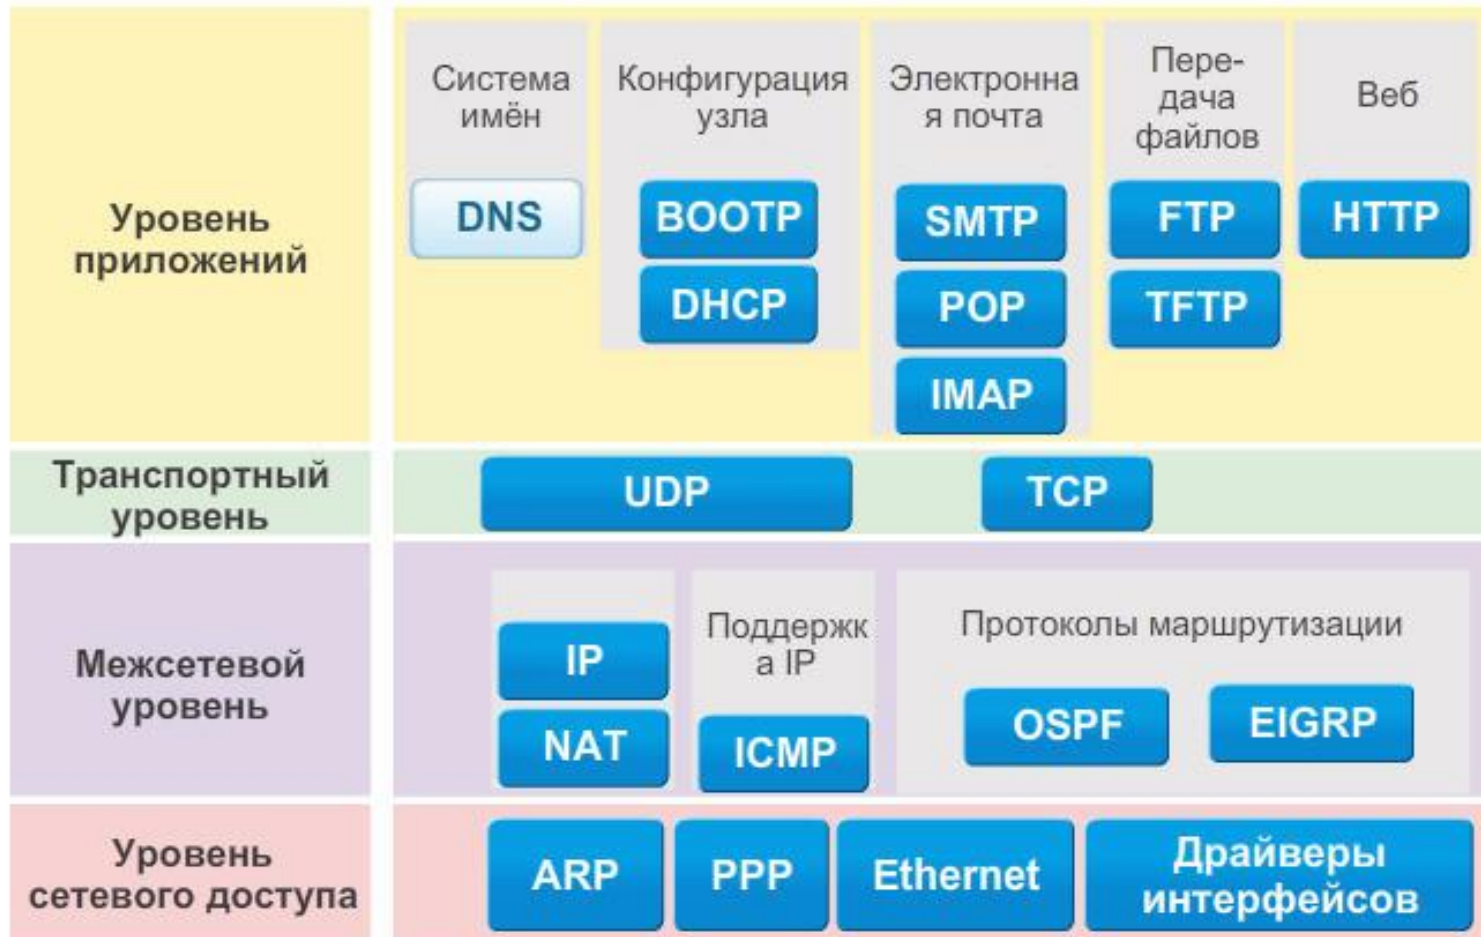 Уровень
приложений
Система
имён
DNS
Конфигурация
узла
BOOTP
DHCP
Электронна
я почта
SMTP
POP
IMAP
Пере-
дача
файлов
FTP
TFTP
Веб
HTTP
Транспортный
уровень
UDP
TCP
Межсетевой
уровень
IP
NAT
Поддержк
а IP
ICMP
Протоколы маршрутизации
OSPF
EIGRP
Уровень
сетевого доступа
ARP
PPP
Ethernet
Драйверы
интерфейсов